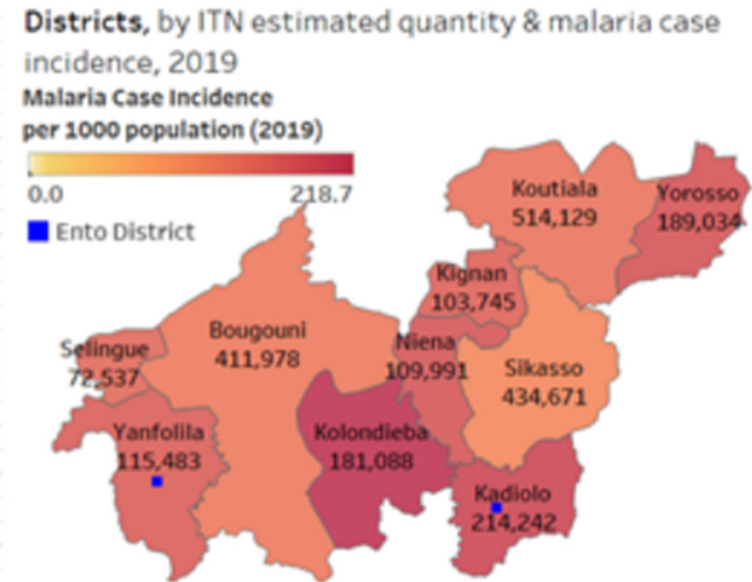 Districts, by ITN estimated quantity & malaria case
incidence, 2019
Malaria Case Incidence
per 1000 population (2019)
0.0 218.7
Ento District
Koutiala
514,129
Yorosso
189,034
Kignan
103,745
Bougouni
411,978
Selingue
72,537
Niena
109,991
Sikasso
434,671
Yanfolila
115,483
Kolondieba
181,088
Kadiolo
214,242